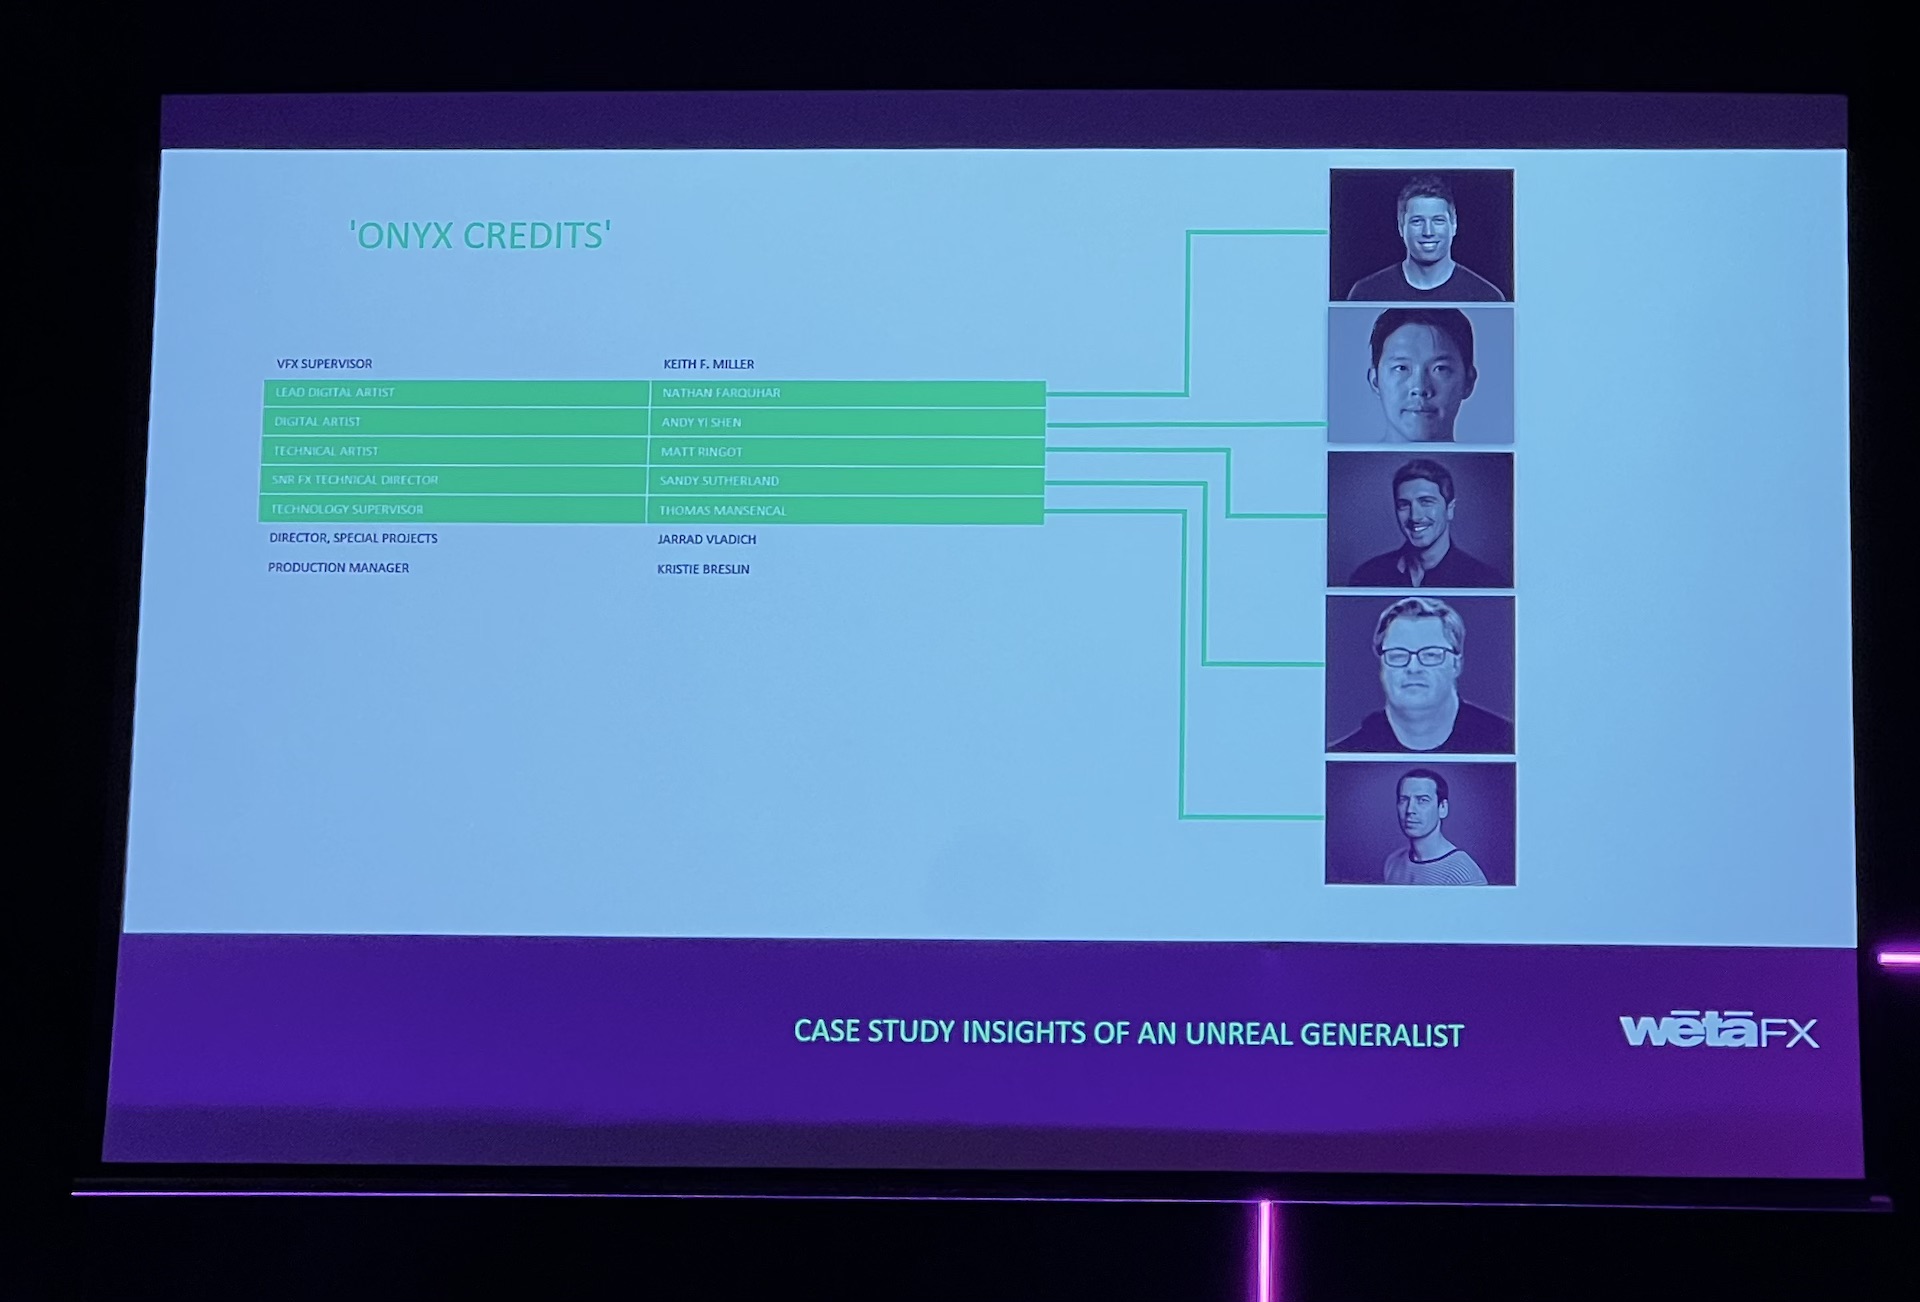 'ONYX CREDITS'
VFX SUPERVISOR KEITH F. MILLER
LEAD DIGITAL ARTIST NATHAN FARQUHAR
DIGITAL ARTIST ANDY YI SHEN
TECHNICAL ARTIST MATT RINGOT
SNR FX TECHNICAL DIRECTOR SANDY SUTHERLAND
TECHNOLOGY SUPERVISOR THOMAS MANSENCAL
DIRECTOR, SPECIAL PROJECTS JARRAD VLADICH
PRODUCTION MANAGER KRISTIE BRESLIN
CASE STUDY INSIGHTS OF AN UNREAL GENERALIST
wētā FX